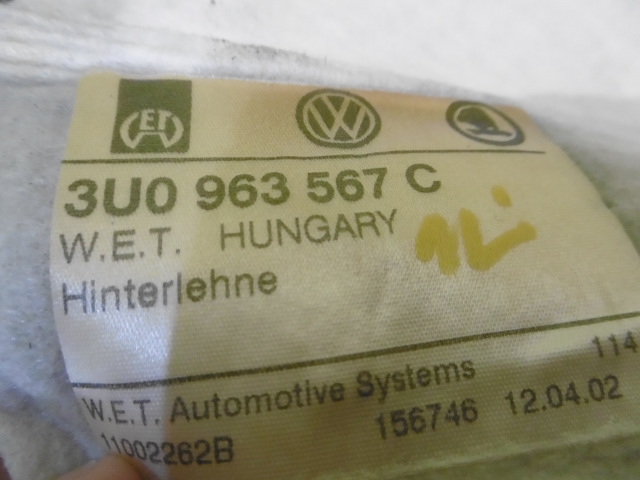 3U0 963 567 C
W.E.T. HUNGARY
Hinterlehne
114
W.E.T. Automotive Systems
11002262B 156746 12.04.02